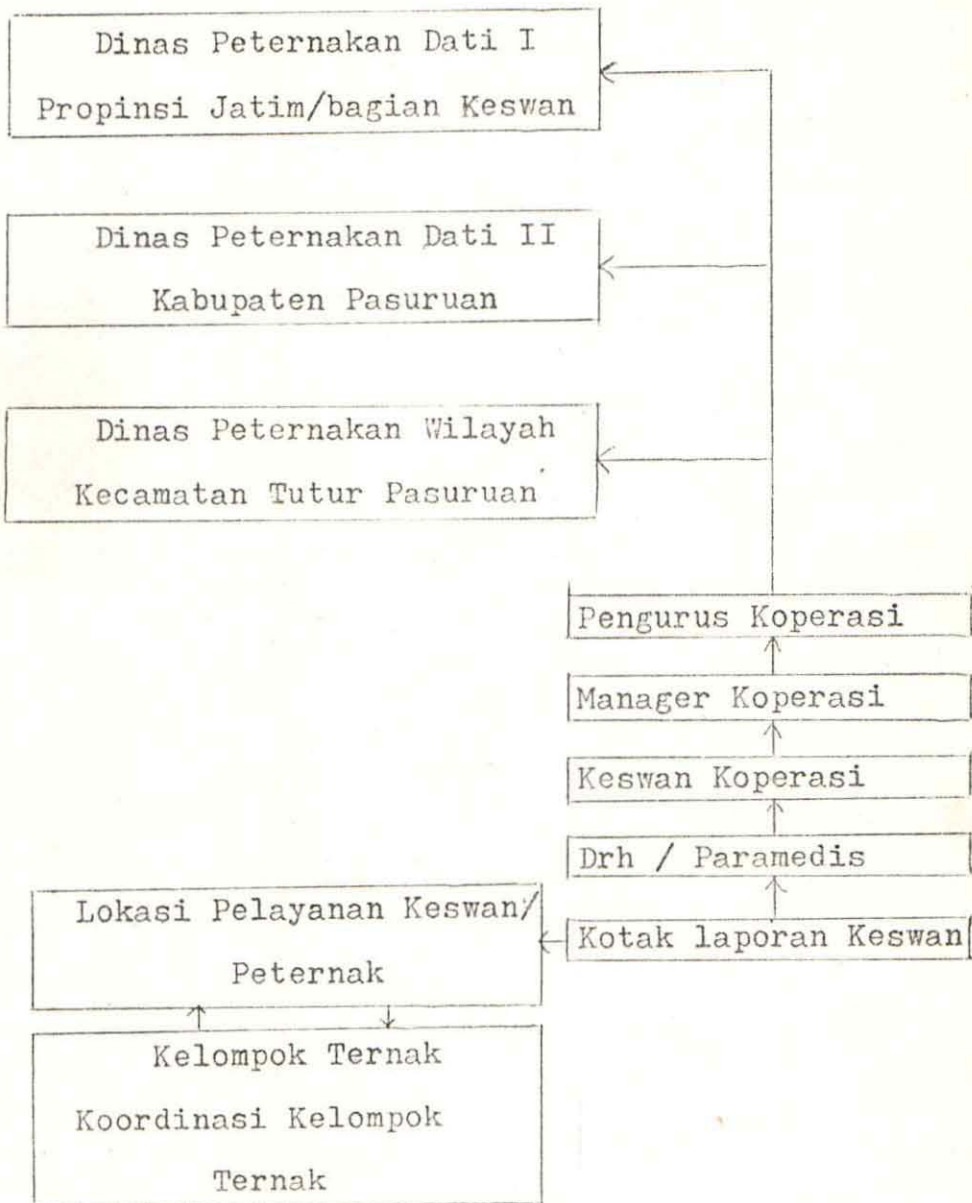 Dinas Peternakan Dati I
Propinsi Jatim/bagian Keswan
Dinas Peternakan Dati II
Kabupaten Pasuruan
Dinas Peternakan Wilayah
Kecamatan Tutur Pasuruan
Pengurus Koperasi
Manager Koperasi
Keswan Koperasi
Drh / Paramedis
Kotak laporan Keswan
Lokasi Pelayanan Keswan/
Peternak
Kelompok Ternak
Koordinasi Kelompok
Ternak